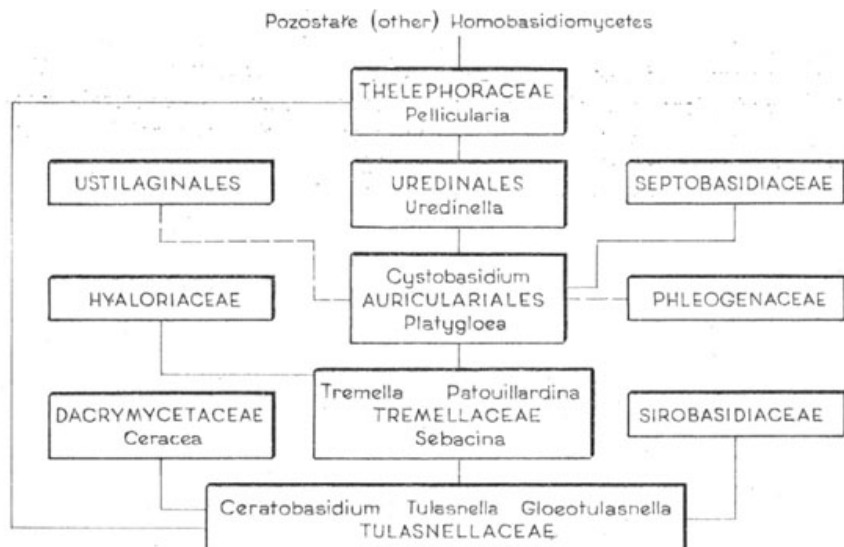 Pozostałe (other) Homobasidiomycetes
THELEPHORACEAE
Pellicularia
USTILAGINALES
UREDINALES
Uredinella
SEPTOBASIDIACEAE
Cystobasidium
AURICULARIALES
Platygloea
HYALORIACEAE
PHLEOGENACEAE
Tremella Patouillardina
TREMELLACEAE
Sebacina
DACRYMYCETACEAE
Ceracea
SIROBASIDIACEAE
Ceratobasidium Tulasnella Gloeotulasnella
TULASNELLACEAE